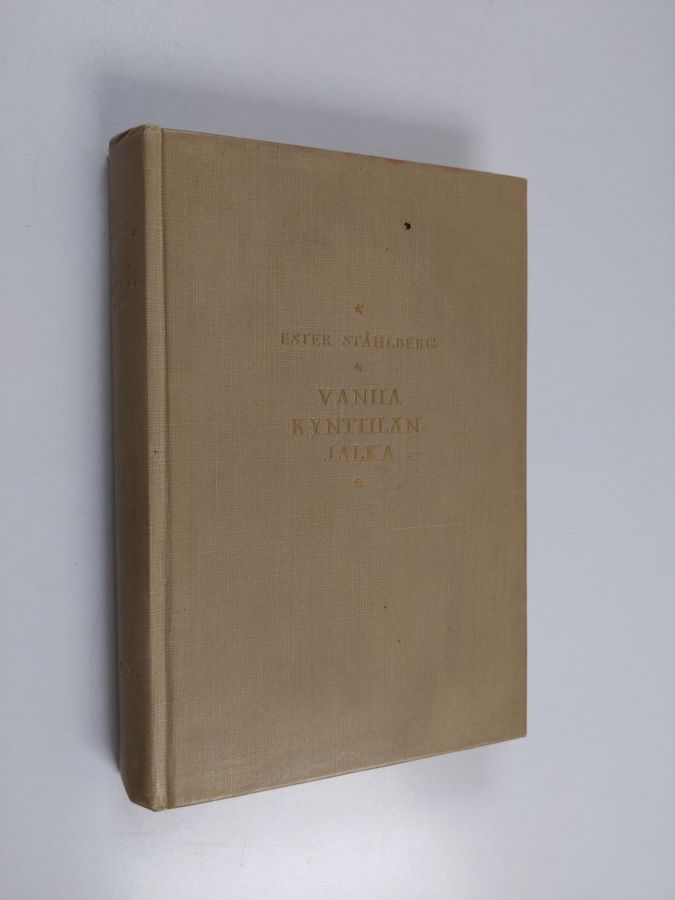 ESTER STÅHLBERG
VANHA
KYNTTILÄN-
JALKA